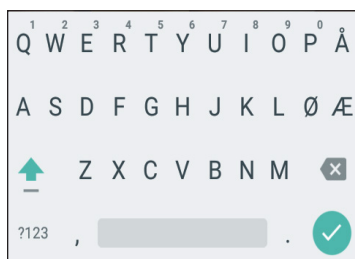 1 2 3 4 5 6 7 8 9 0
Q W E R T Y U I O P Å
A S D F G H J K L Ø Æ
Z X C V B N M
?123 , .